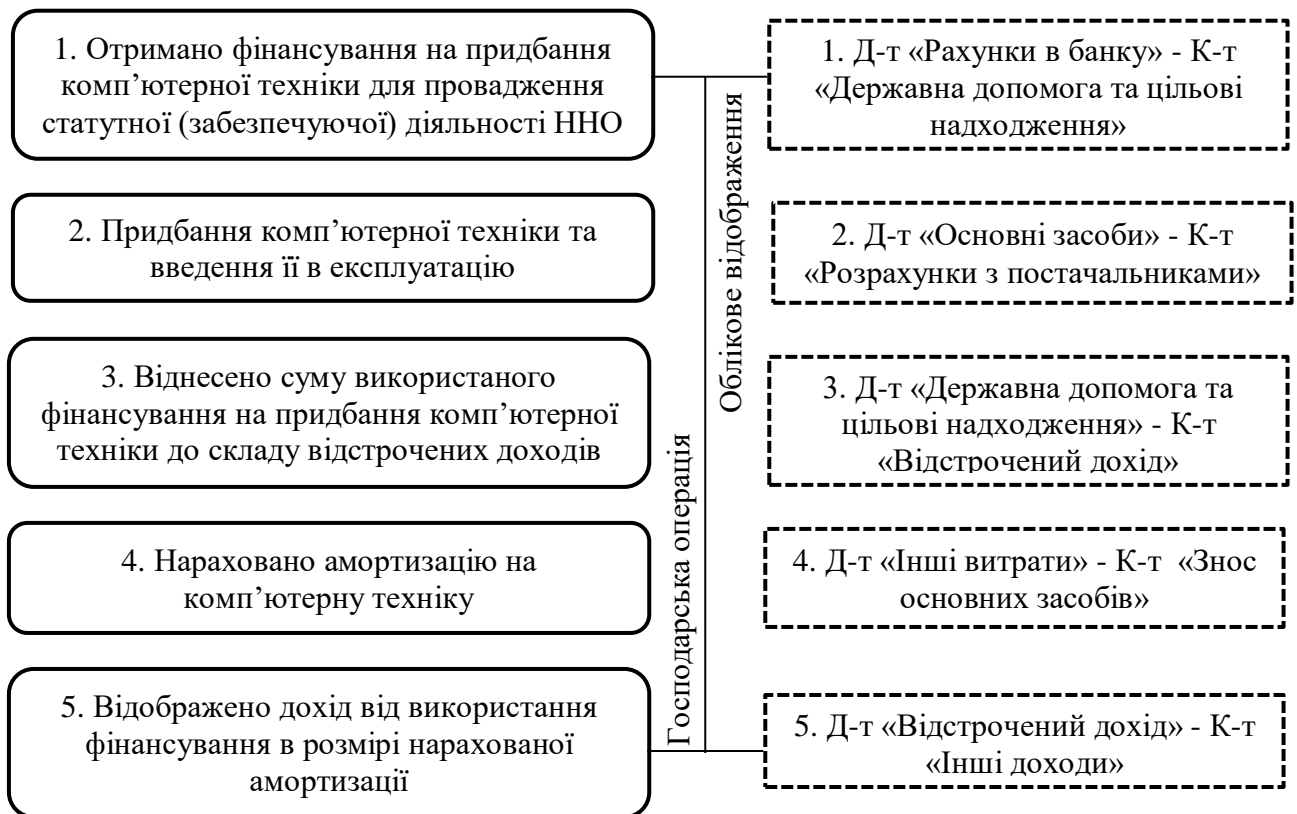 1. Отримано фінансування на придбання
комп’ютерної техніки для провадження
статутної (забезпечуючої) діяльності ННО
2. Придбання комп’ютерної техніки та
введення її в експлуатацію
3. Віднесено суму використаного
фінансування на придбання комп’ютерної
техніки до складу відстрочених доходів
4. Нараховано амортизацію на
комп’ютерну техніку
5. Відображено дохід від використання
фінансування в розмірі нарахованої
амортизації
Господарська операція
Облікове відображення
1. Д-т «Рахунки в банку» - К-т
«Державна допомога та цільові
надходження»
2. Д-т «Основні засоби» - К-т
«Розрахунки з постачальниками»
3. Д-т «Державна допомога та
цільові надходження» - К-т
«Відстрочений дохід»
4. Д-т «Інші витрати» - К-т «Знос
основних засобів»
5. Д-т «Відстрочений дохід» - К-т
«Інші доходи»